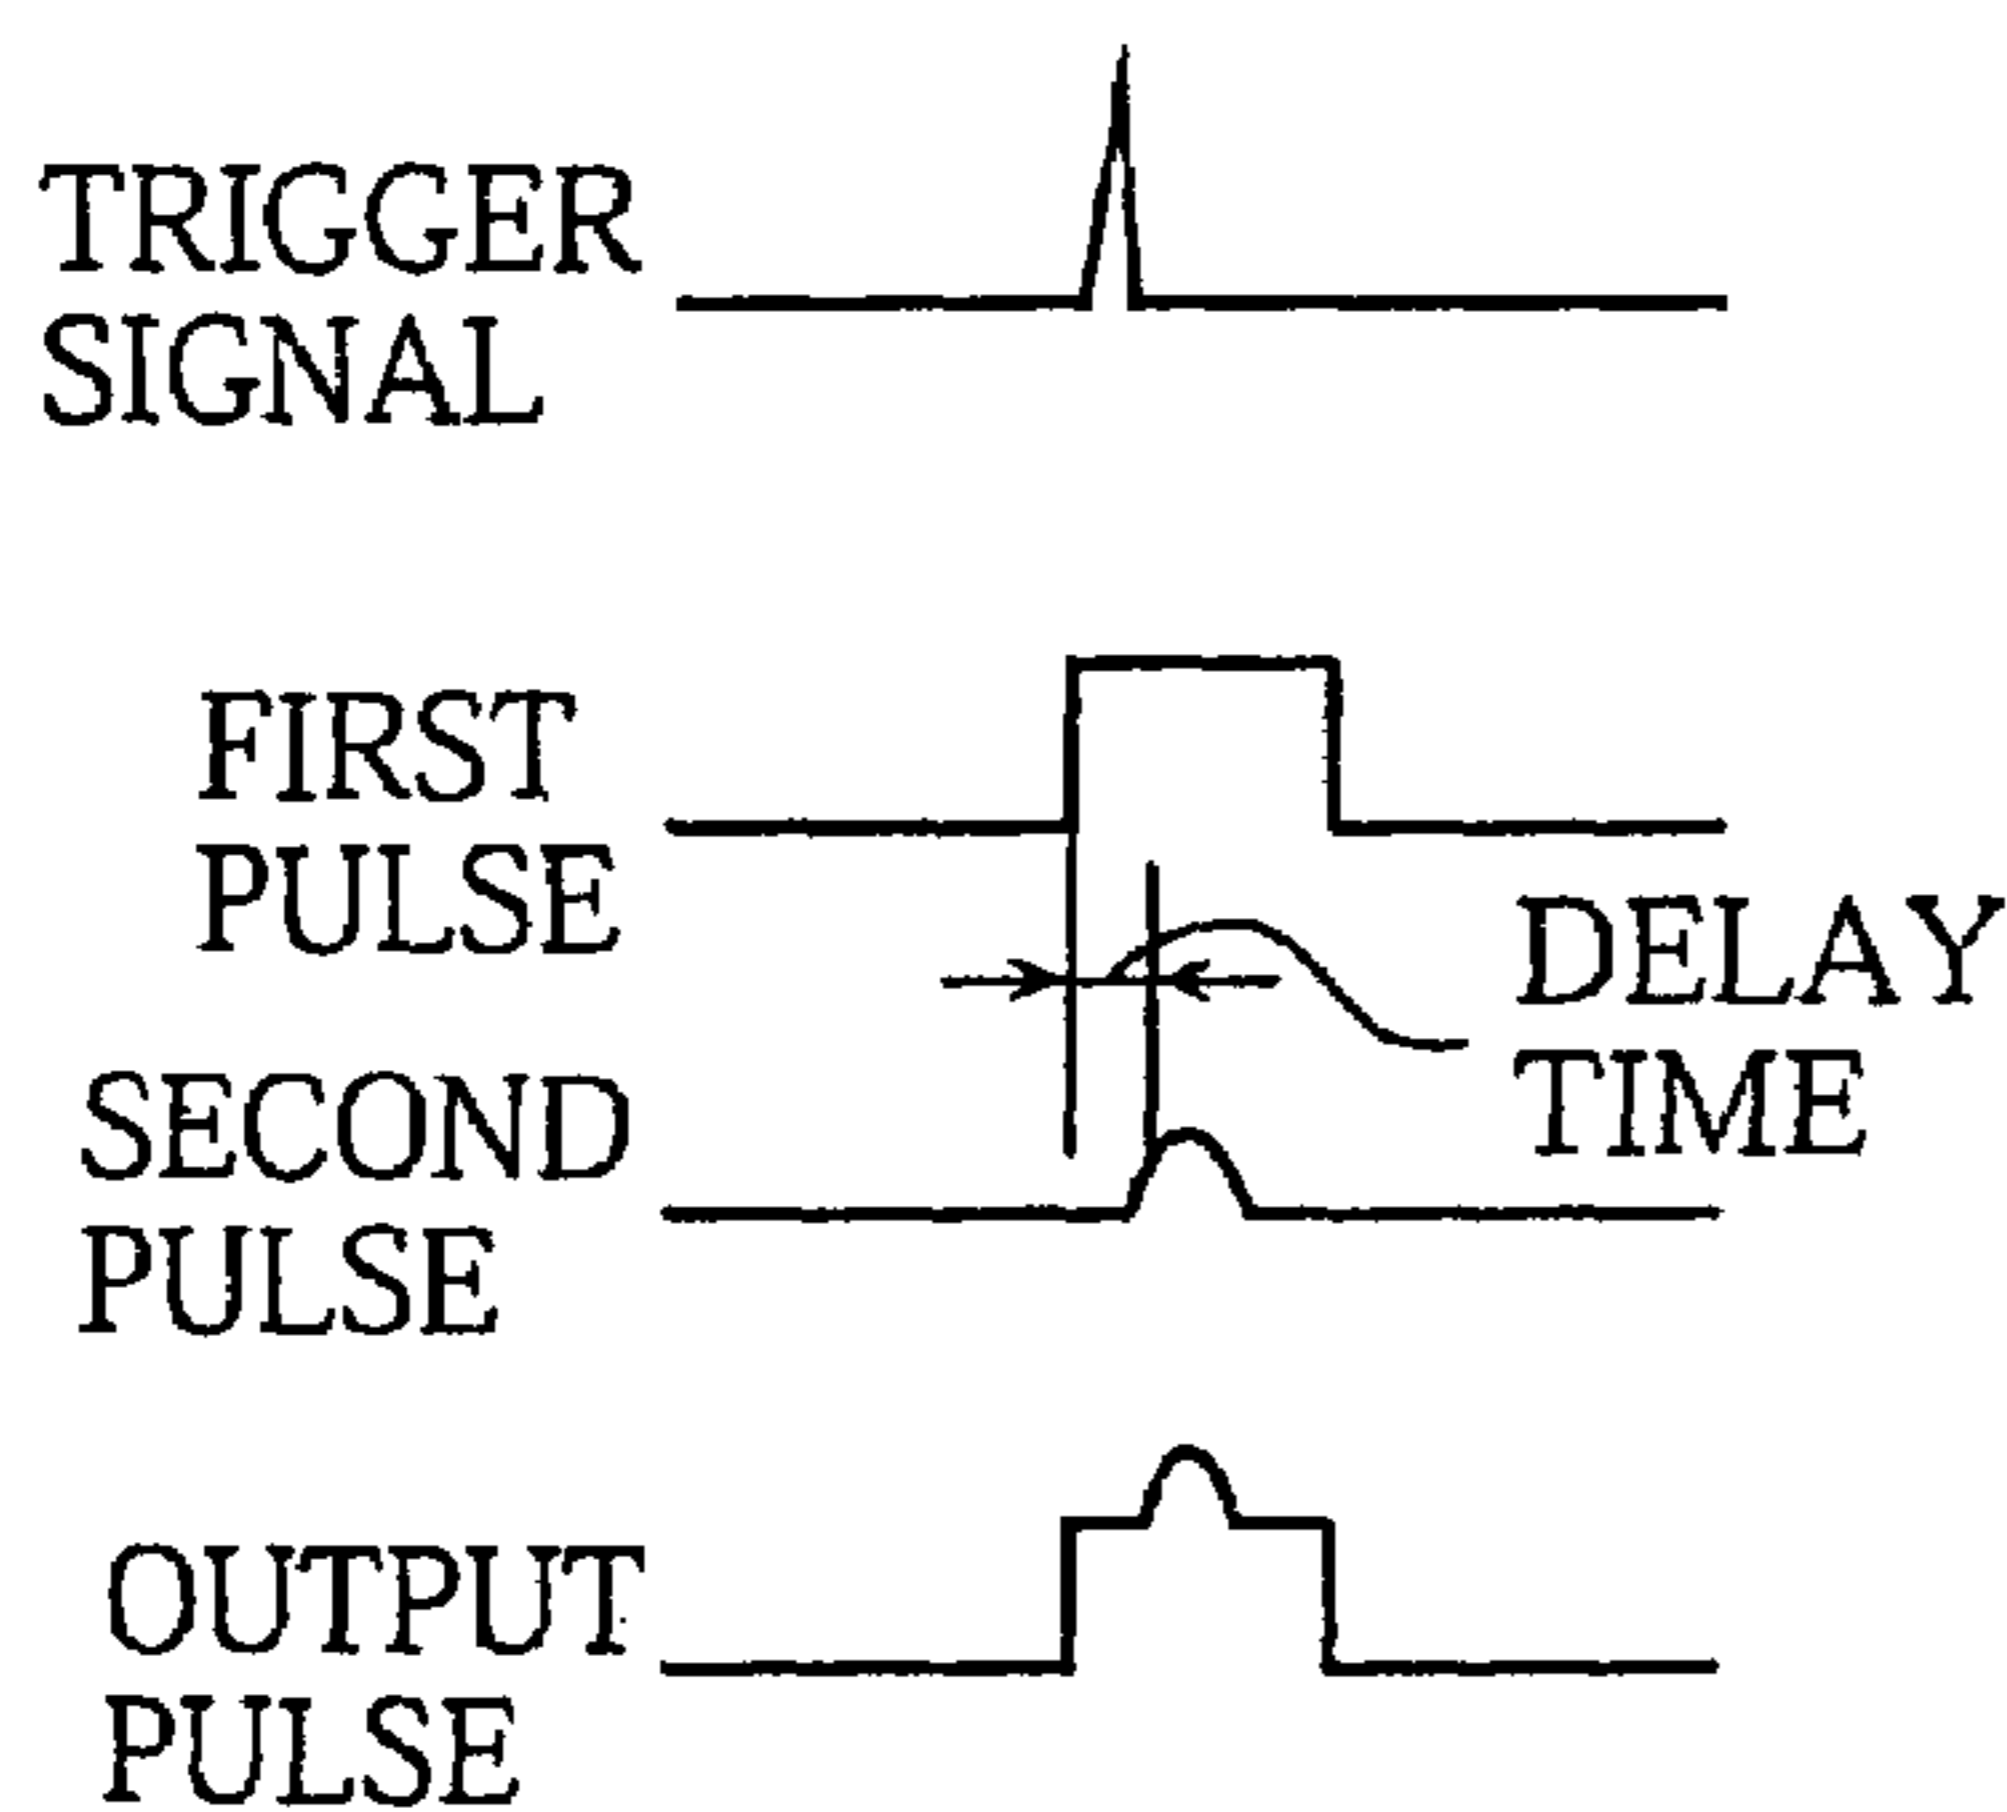 TRIGGER
SIGNAL
FIRST
PULSE
DELAY
TIME
SECOND
PULSE
OUTPUT
PULSE